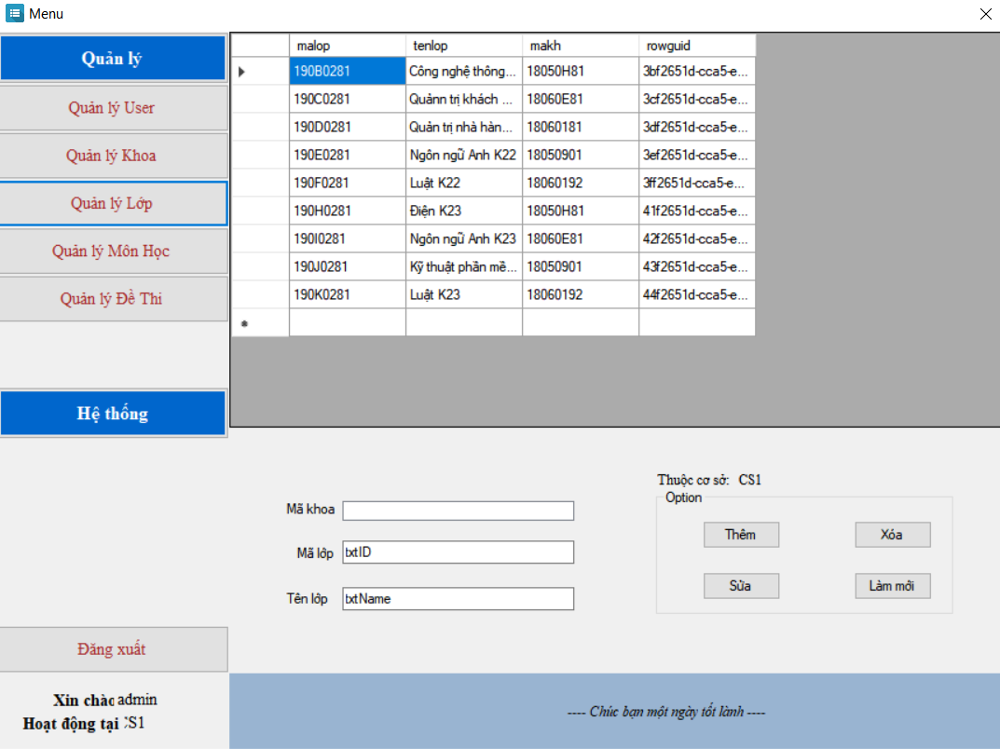 Menu
Quản lý
Quản lý User
Quản lý Khoa
Quản lý Lớp
Quản lý Môn Học
Quản lý Đề Thi
Hệ thống
Đăng xuất
Xin chào admin
Hoạt động tại CS1
malop tenlop makh rowguid
190B0281 Công nghệ thông... 18050H81 3bf2651d-cca5-e...
190C0281 Quảnn trị khách ... 18060E81 3cf2651d-cca5-e...
190D0281 Quản trị nhà hàn... 18060181 3df2651d-cca5-e...
190E0281 Ngôn ngữ Anh K22 18050901 3ef2651d-cca5-e...
190F0281 Luật K22 18060192 3ff2651d-cca5-e...
190H0281 Điện K23 18050H81 41f2651d-cca5-e...
190I0281 Ngôn ngữ Anh K23 18060E81 42f2651d-cca5-e...
190J0281 Kỹ thuật phần mề... 18050901 43f2651d-cca5-e...
190K0281 Luật K23 18060192 44f2651d-cca5-e...
Mã khoa
Mã lớp txtID
Tên lớp txtName
Thuộc cơ sở: CS1
Option
Thêm Xóa
Sửa Làm mới
---- Chúc bạn một ngày tốt lành ----